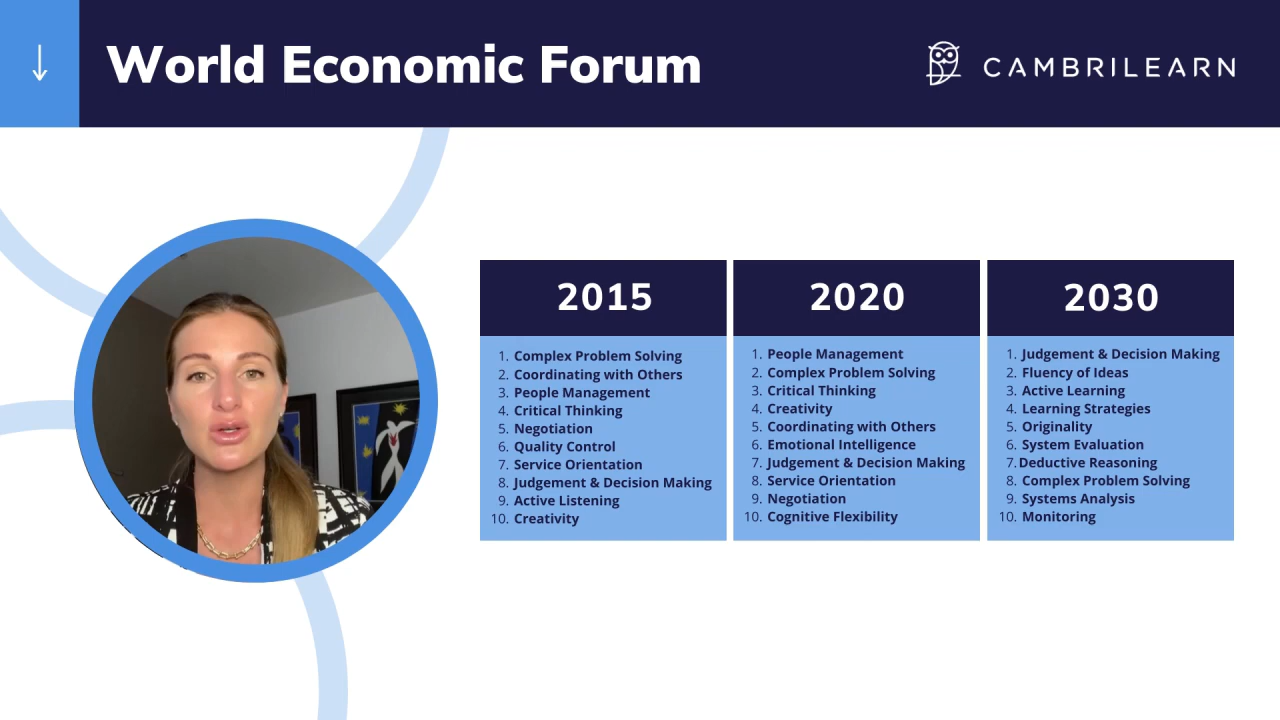 World Economic Forum
CAMBRILEARN
2015
1. Complex Problem Solving
2. Coordinating with Others
3. People Management
4. Critical Thinking
5. Negotiation
6. Quality Control
7. Service Orientation
8. Judgement & Decision Making
9. Active Listening
10. Creativity
2020
1. People Management
2. Complex Problem Solving
3. Critical Thinking
4. Creativity
5. Coordinating with Others
6. Emotional Intelligence
7. Judgement & Decision Making
8. Service Orientation
9. Negotiation
10. Cognitive Flexibility
2030
1. Judgement & Decision Making
2. Fluency of Ideas
3. Active Learning
4. Learning Strategies
5. Originality
6. System Evaluation
7. Deductive Reasoning
8. Complex Problem Solving
9. Systems Analysis
10. Monitoring